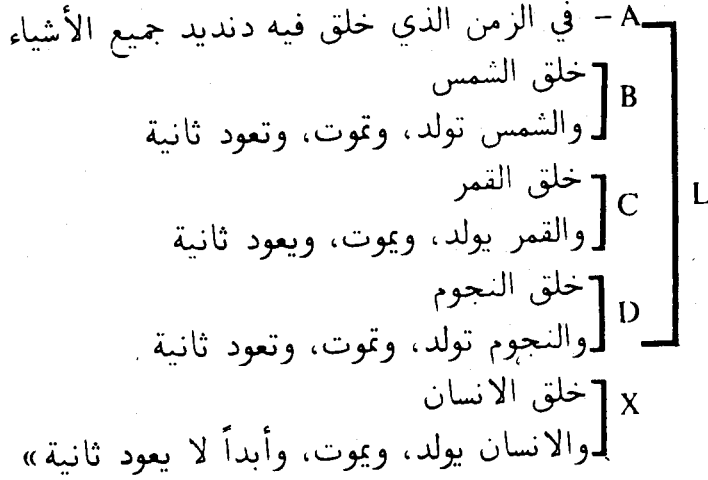 A – في الزمن الذي خلق فيه دنديد جميع الأشياء
خلق الشمس
B
والشمس تولد، وتموت، وتعود ثانية
خلق القمر
C
L
والقمر يولد، ويموت، ويعود ثانية
خلق النجوم
D
والنجوم تولد، وتموت، وتعود ثانية
خلق الانسان
X
والانسان يولد، ويموت، وأبداً لا يعود ثانية»